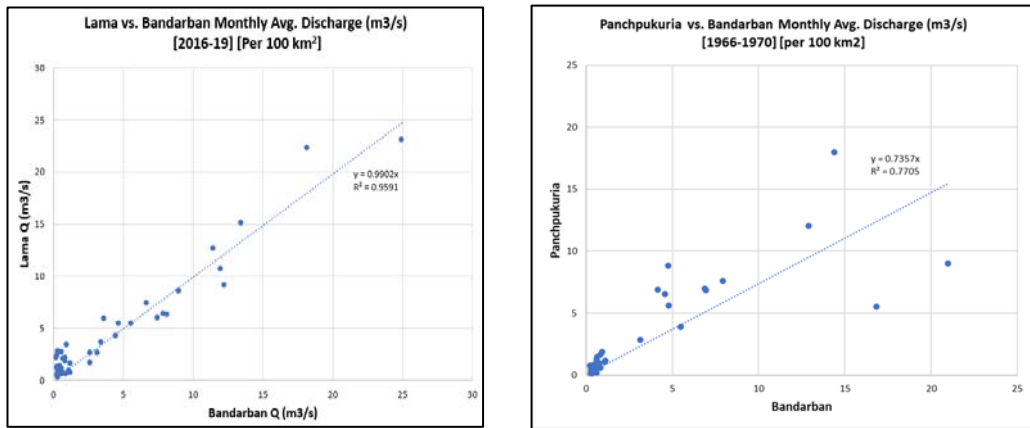 Lama vs. Bandarban Monthly Avg. Discharge (m3/s)
[2016-19] [Per 100 km²]
30
25
20
15
10
5
0
0
5
10
15
20
25
30
y = 0.9902x
R² = 0.9591
Lama Q (m3/s)
Bandarban Q (m3/s)
Panchpukuria vs. Bandarban Monthly Avg. Discharge (m3/s)
[1966-1970] [per 100 km2]
25
20
15
10
5
0
0
5
10
15
20
25
y = 0.7357x
R² = 0.7705
Panchpukuria
Bandarban